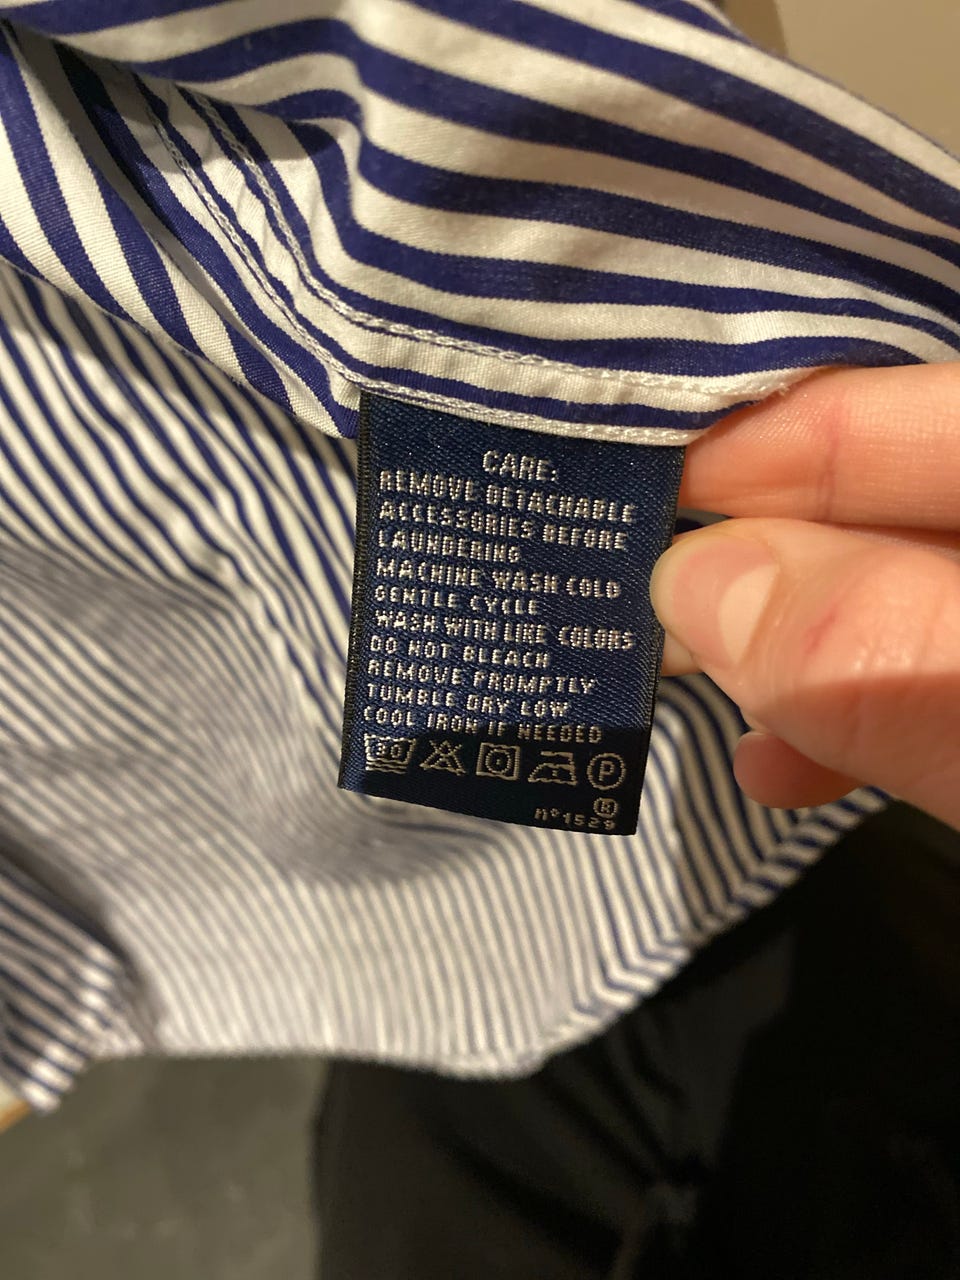 CARE:
REMOVE DETACHABLE
ACCESSORIES BEFORE
LAUNDERING
MACHINE WASH COLD
GENTLE CYCLE
WASH WITH LIKE COLORS
DO NOT BLEACH
REMOVE PROMPTLY
TUMBLE DRY LOW
COOL IRON IF NEEDED
30 P
®
n°1529